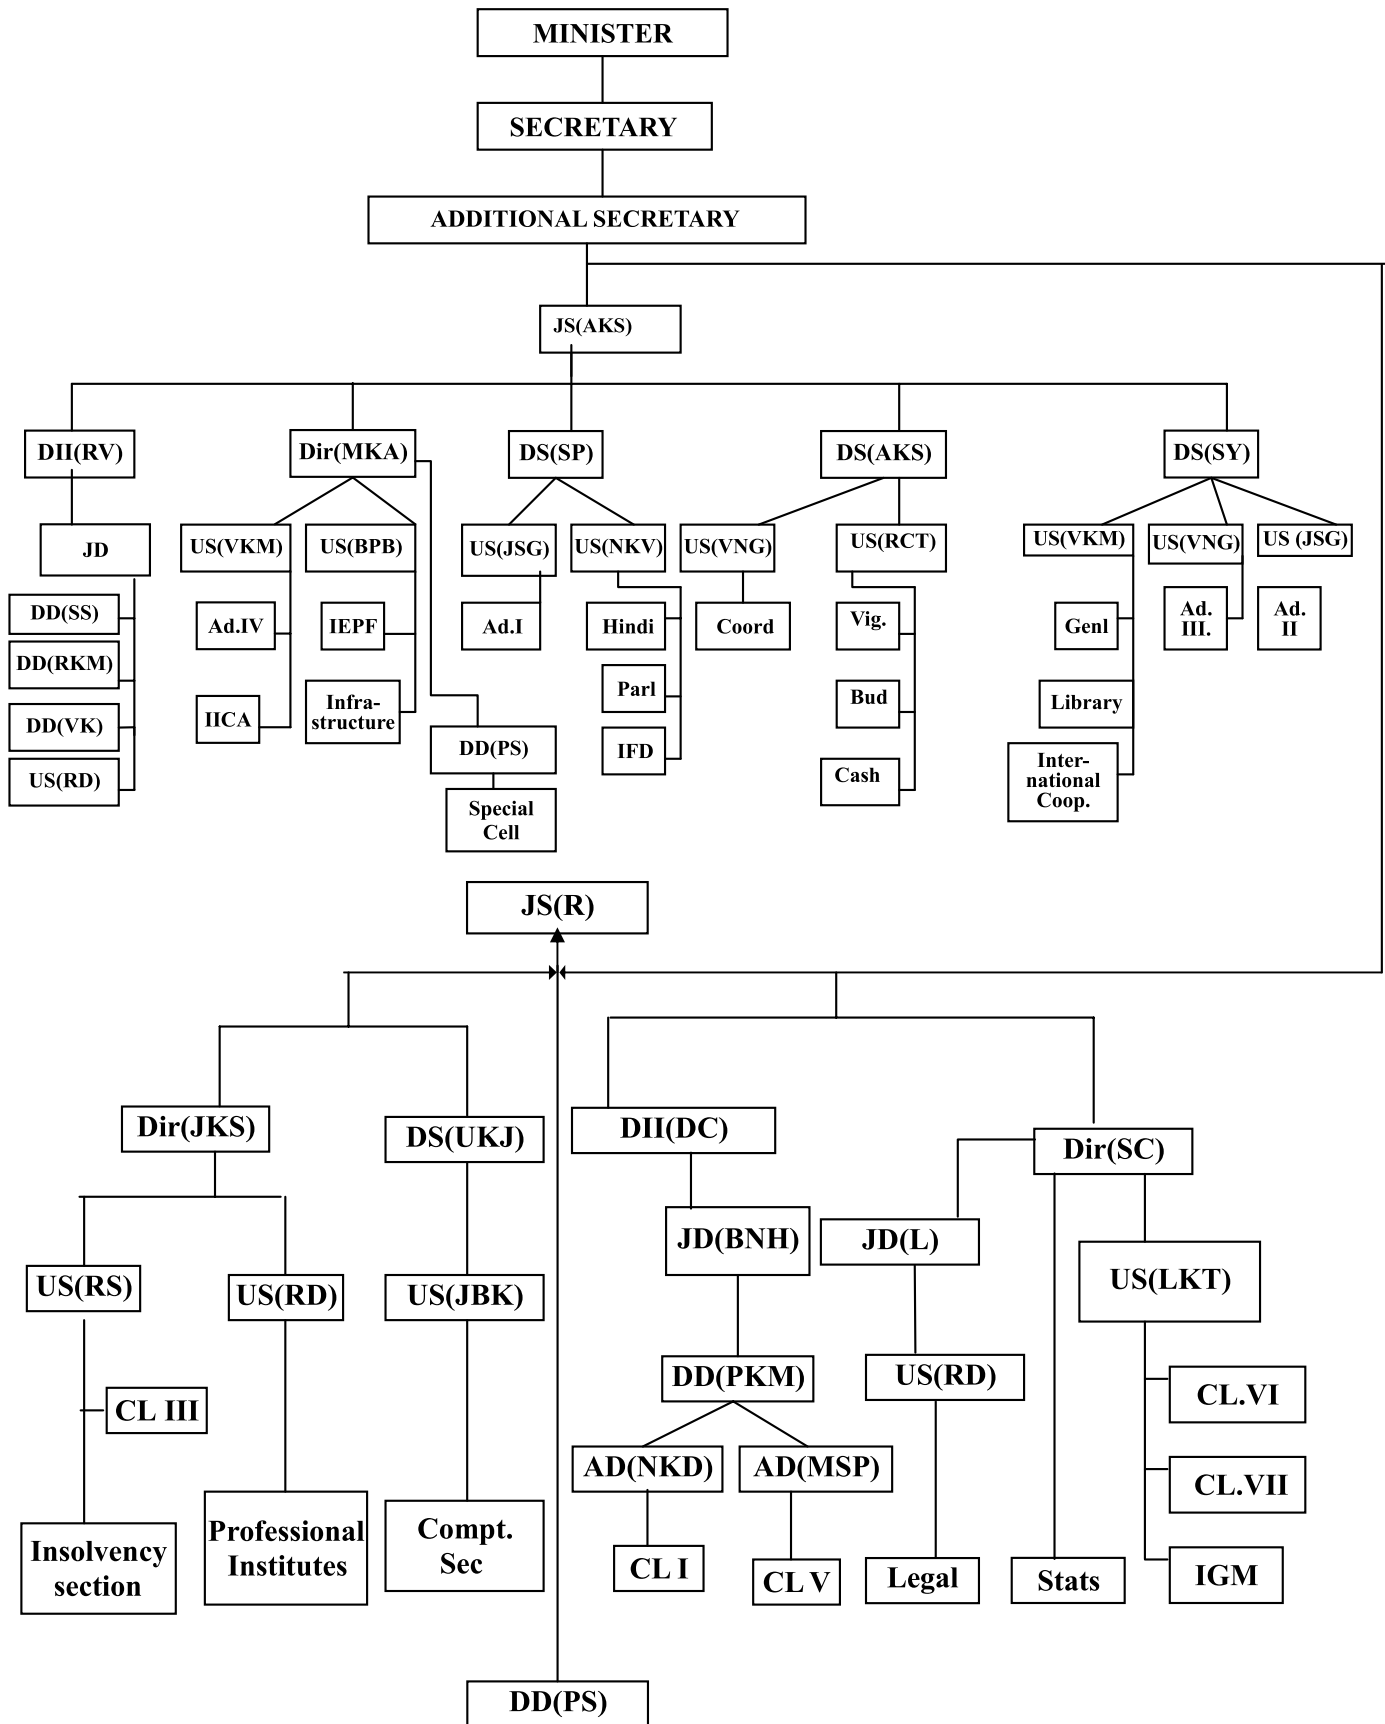 MINISTER
SECRETARY
ADDITIONAL SECRETARY
JS(AKS)
DII(RV)
Dir(MKA)
DS(SP)
DS(AKS)
DS(SY)
JD
US(VKM)
US(BPB)
US(JSG)
US(NKV)
US(VNG)
US(RCT)
US(VKM)
US(VNG)
US (JSG)
DD(SS)
DD(RKM)
DD(VK)
US(RD)
Ad.IV
IICA
IEPF
Infra-
structure
DD(PS)
Special
Cell
Ad.I
Hindi
Parl
IFD
Coord
Vig.
Bud
Cash
Genl
Library
Inter-
national
Coop.
Ad.
III.
Ad.
II
JS(R)
Dir(JKS)
DS(UKJ)
DII(DC)
Dir(SC)
US(RS)
US(RD)
US(JBK)
JD(BNH)
JD(L)
US(LKT)
CL III
DD(PKM)
US(RD)
CL.VI
AD(NKD)
AD(MSP)
CL.VII
Insolvency
section
Professional
Institutes
Compt.
Sec
CL I
CL V
Legal
Stats
IGM
DD(PS)